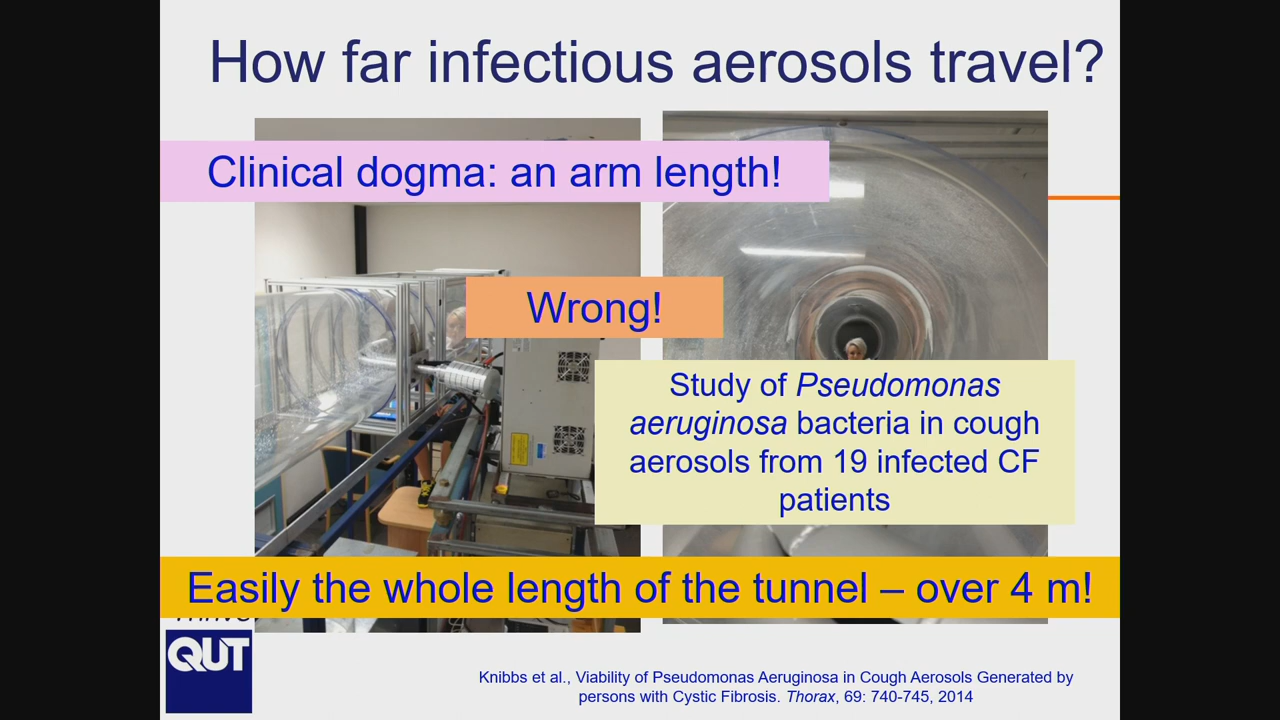 How far infectious aerosols travel?
Clinical dogma: an arm length!
Wrong!
Study of Pseudomonas
aeruginosa bacteria in cough
aerosols from 19 infected CF
patients
Easily the whole length of the tunnel – over 4 m!
QUT
Knibbs et al., Viability of Pseudomonas Aeruginosa in Cough Aerosols Generated by
persons with Cystic Fibrosis. Thorax, 69: 740-745, 2014